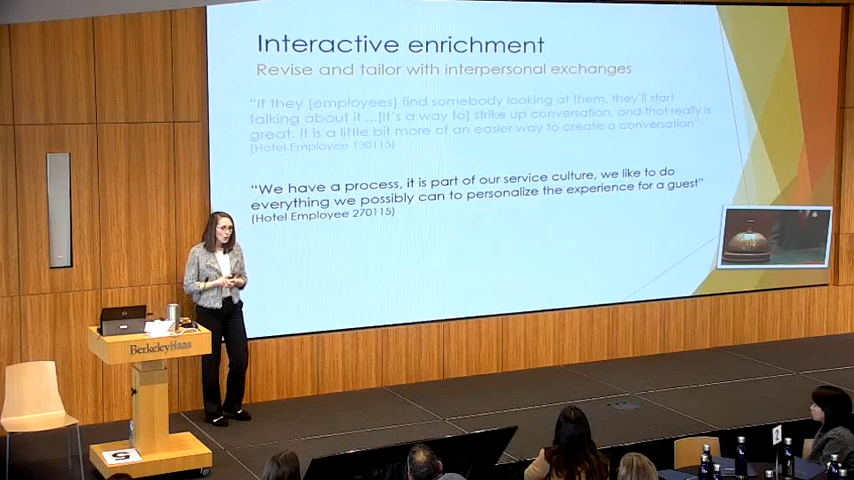 Interactive enrichment
Revise and tailor with interpersonal exchanges
"If they [employees] find somebody looking at them, they'll start
talking about it ...[it's a way to] strike up conversation, and that really is
great. It is a little bit more of an easier way to create a conversation"
(Hotel Employee 130115)
"We have a process, it is part of our service culture, we like to do
everything we possibly can to personalize the experience for a guest"
(Hotel Employee 270115)
BerkeleyHaas
5
2